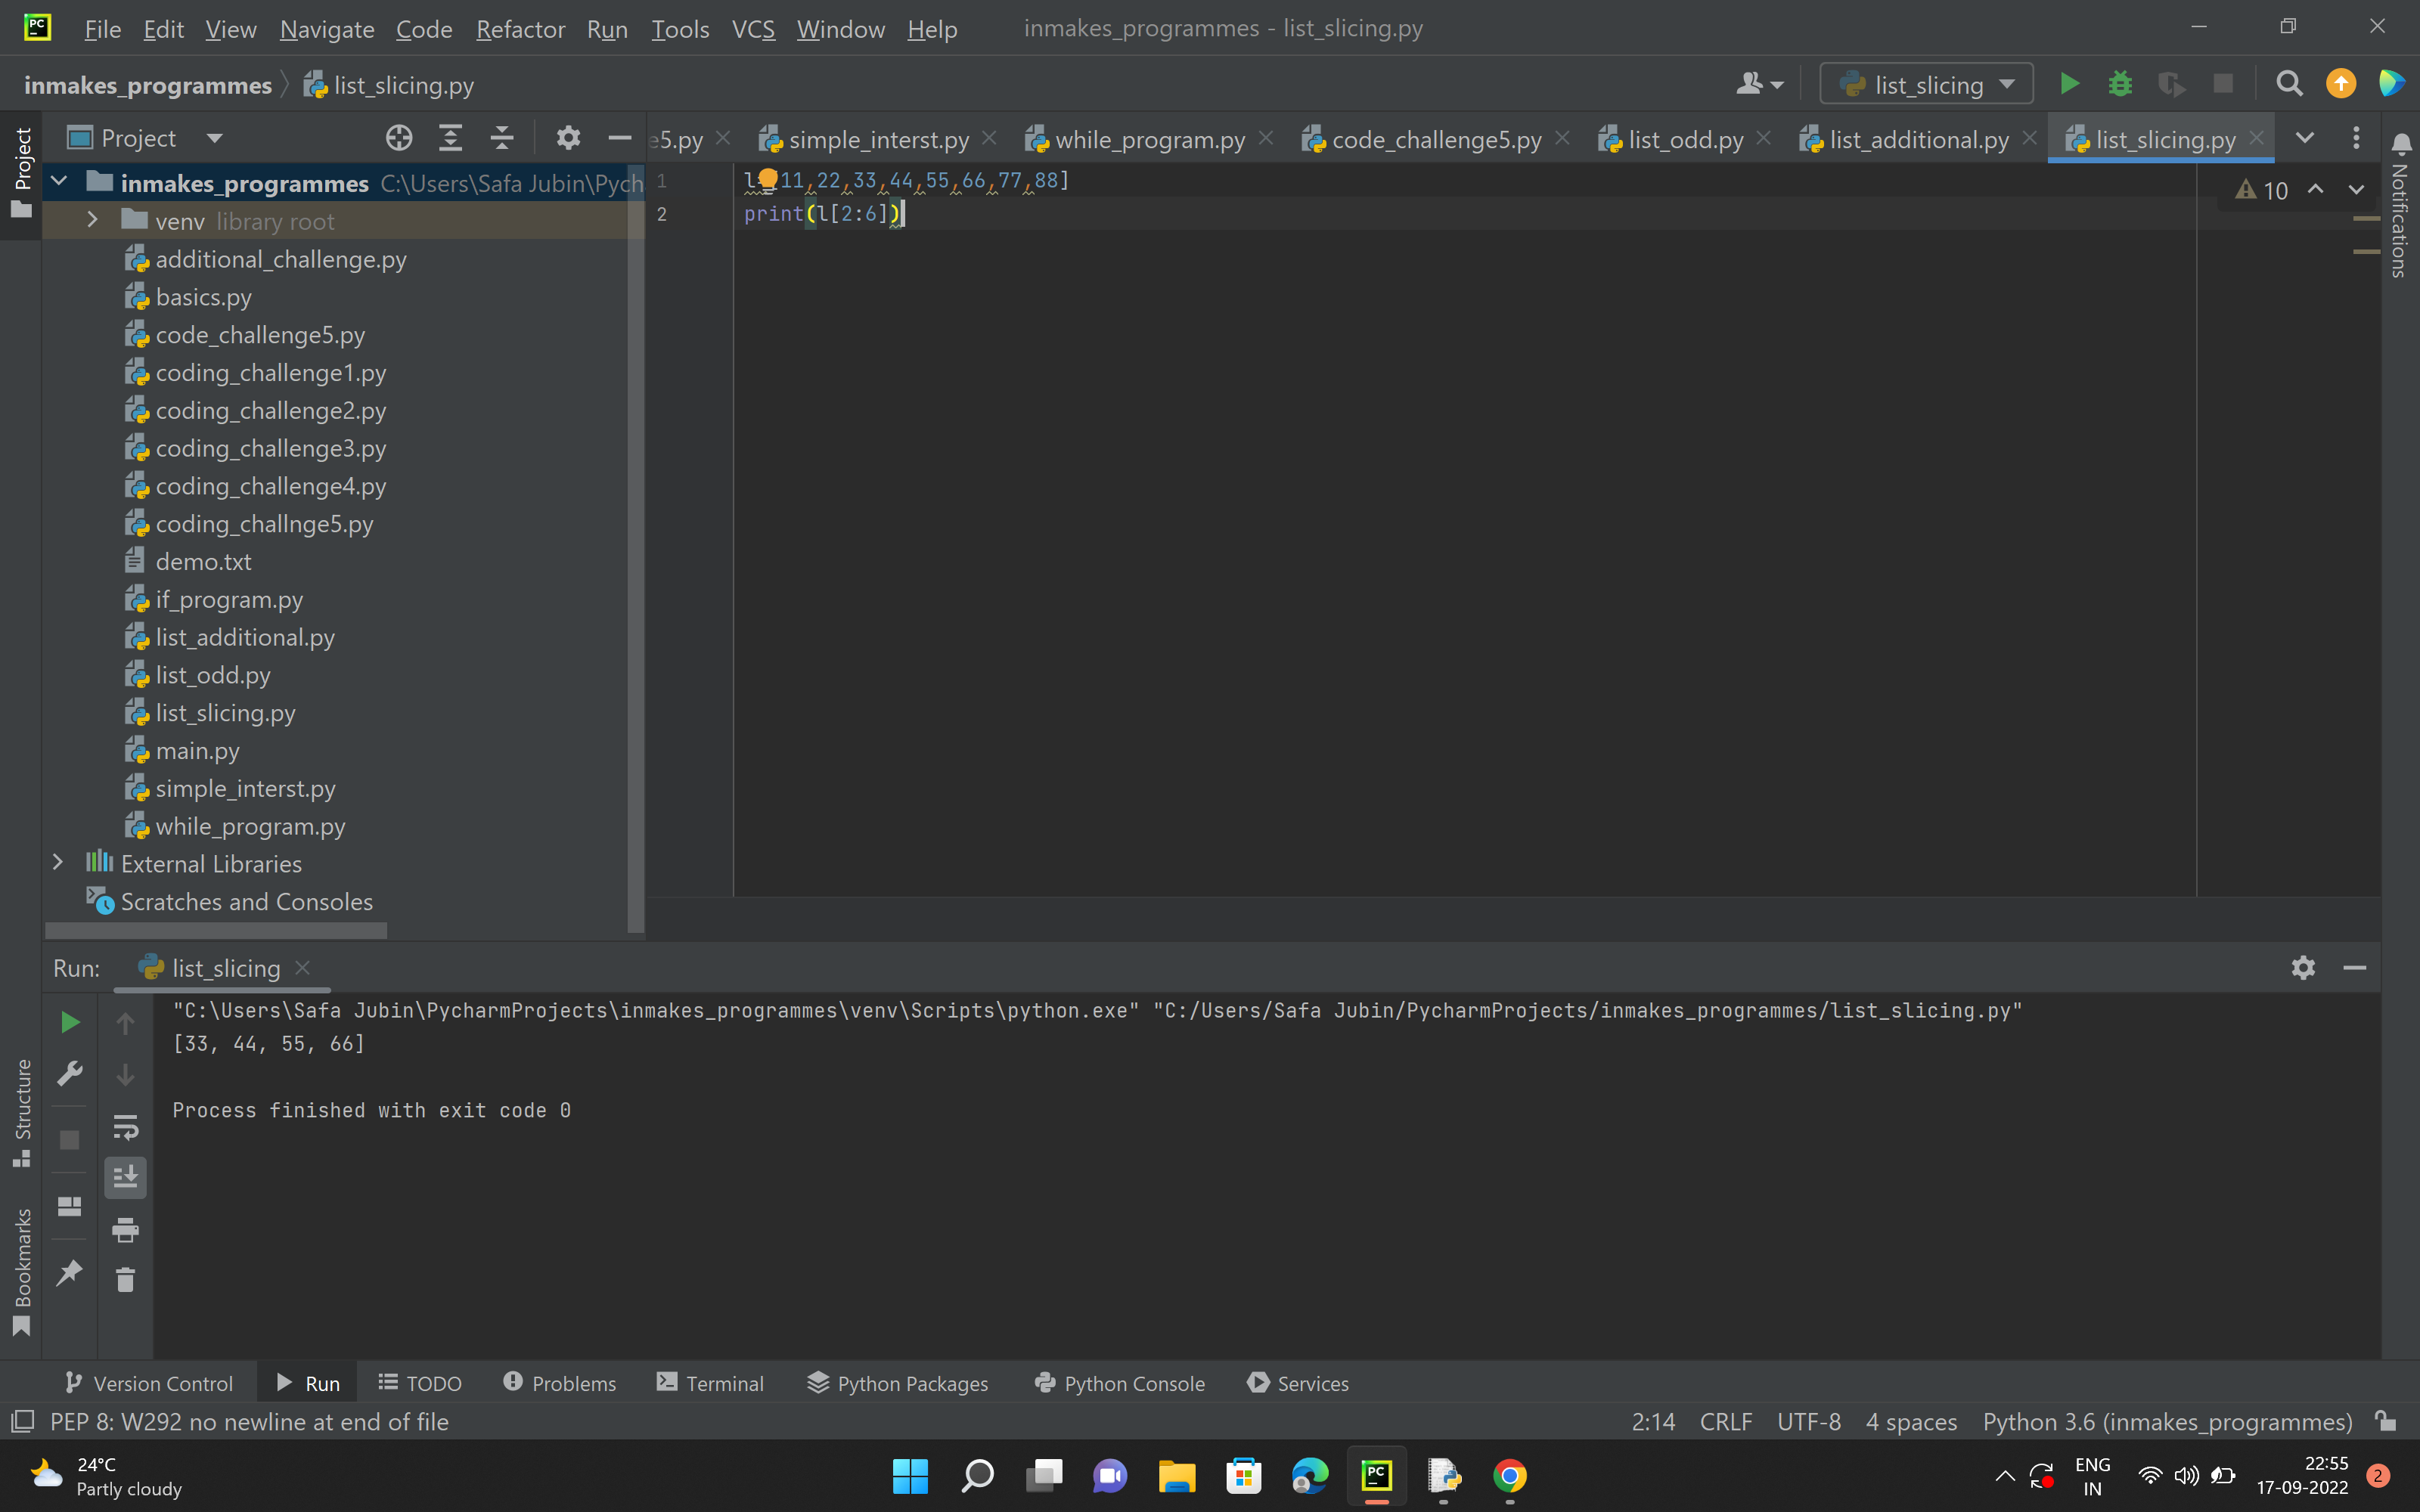 PC File Edit View Navigate Code Refactor Run Tools VCS Window Help inmakes_programmes - list_slicing.py
inmakes_programmes list_slicing.py list_slicing
Project
Project
e5.py simple_interst.py while_program.py code_challenge5.py list_odd.py list_additional.py list_slicing.py
Notifications
inmakes_programmes C:\Users\Safa Jubin\Pych
venv library root
additional_challenge.py
basics.py
code_challenge5.py
coding_challenge1.py
coding_challenge2.py
coding_challenge3.py
coding_challenge4.py
coding_challnge5.py
demo.txt
if_program.py
list_additional.py
list_odd.py
list_slicing.py
main.py
simple_interst.py
while_program.py
External Libraries
Scratches and Consoles
1 l 11,22,33,44,55,66,77,88]
2 print(l[2:6])
10
Run: list_slicing
"C:\Users\Safa Jubin\PycharmProjects\inmakes_programmes\venv\Scripts\python.exe" "C:/Users/Safa Jubin/PycharmProjects/inmakes_programmes/list_slicing.py"
[33, 44, 55, 66]
Process finished with exit code 0
Structure
Bookmarks
Version Control Run TODO Problems Terminal Python Packages Python Console Services
PEP 8: W292 no newline at end of file 2:14 CRLF UTF-8 4 spaces Python 3.6 (inmakes_programmes)
24°C
Partly cloudy
PC
ENG
IN
22:55
17-09-2022
2